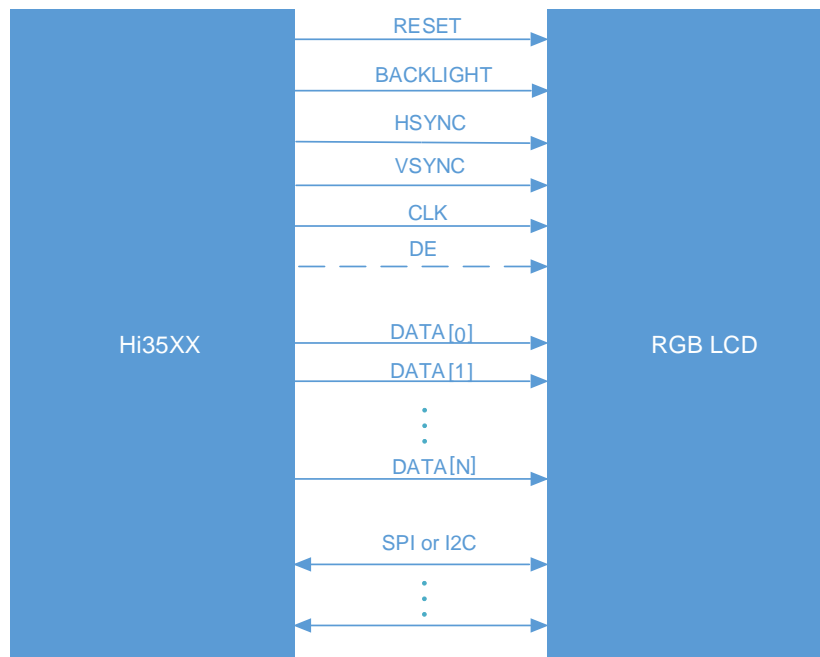 RESET
BACKLIGHT
HSYNC
VSYNC
CLK
DE
Hi35XX
RGB LCD
DATA[0]
DATA[1]
DATA[N]
SPI or I2C